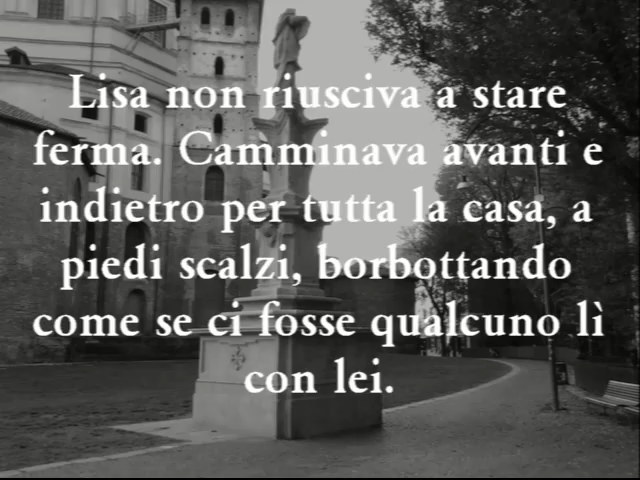 Lisa non riusciva a stare
ferma. Camminava avanti e
indietro per tutta la casa, a
piedi scalzi, borbottando
come se ci fosse qualcuno lì
con lei.